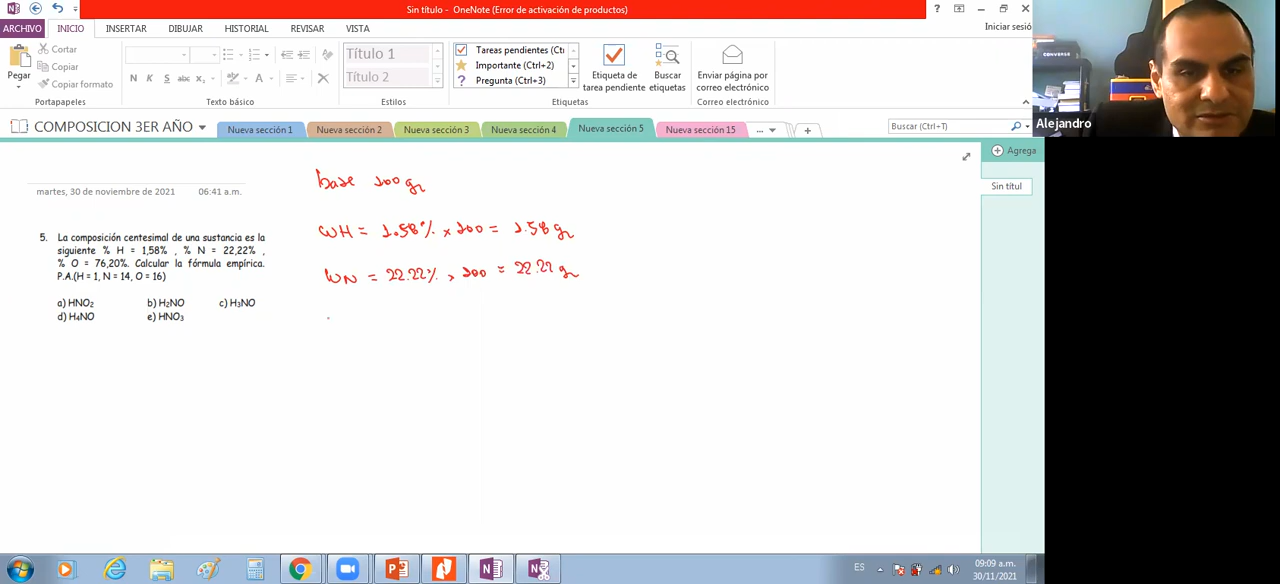 Sin título - OneNote (Error de activación de productos)
?
ARCHIVO INICIO INSERTAR DIBUJAR HISTORIAL REVISAR VISTA
Iniciar sesió
Pegar
Cortar
Copiar
Copiar formato
Portapapeles
N K S abc x₂ A
Texto básico
Título 1
Título 2
Estilos
Tareas pendientes (Ctr
Importante (Ctrl+2)
Pregunta (Ctrl+3)
Etiqueta de
tarea pendiente
Buscar
etiquetas
Etiquetas
Enviar página por
correo electrónico
Correo electrónico
CONVERSE
Alejandro
COMPOSICION 3ER AÑO
Nueva sección 1 Nueva sección 2 Nueva sección 3 Nueva sección 4 Nueva sección 5 Nueva sección 15 ... +
Buscar (Ctrl+T)
Agrega
Sin títul
martes, 30 de noviembre de 2021 06:41 a.m.
5. La composición centesimal de una sustancia es la
siguiente % H = 1,58% , % N = 22,22% ,
% O = 76,20%. Calcular la fórmula empírica.
P.A.(H = 1, N = 14, O = 16)
a) HNO₂ b) H₂NO c) H₃NO
d) H₄NO e) HNO₃
base 100 gr
WH = 1.58% x 100 = 1.58 gr
WN = 22.22% x 100 = 22.22 gr
ES
09:09 a.m.
30/11/2021